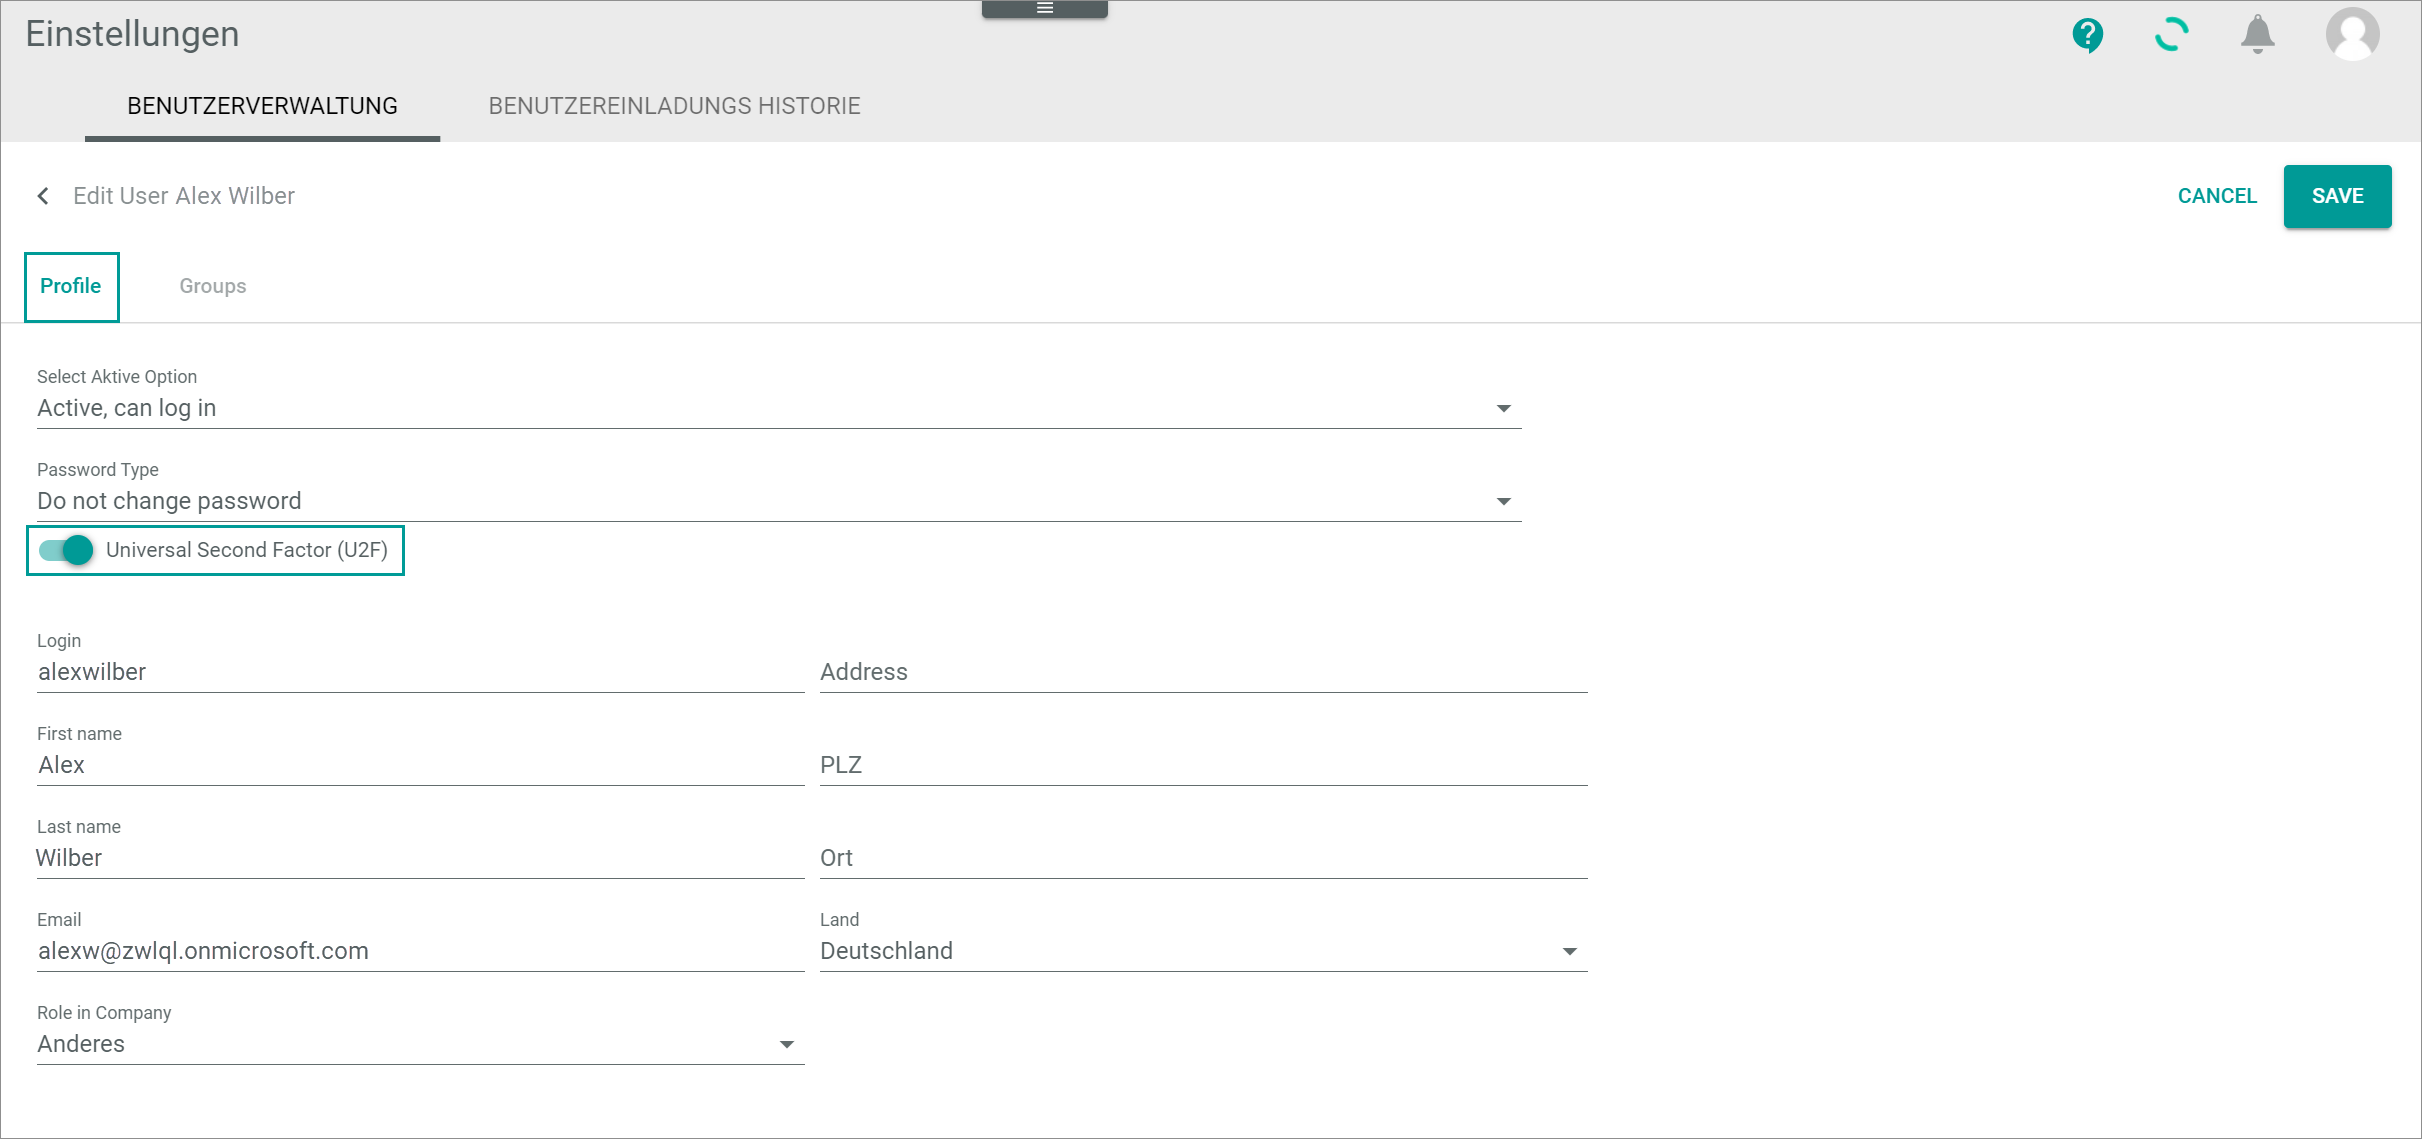 Einstellungen
BENUTZERVERWALTUNG
BENUTZEREINLADUNGS HISTORIE
Edit User Alex Wilber
CANCEL
SAVE
Profile
Groups
Select Aktive Option
Active, can log in
Password Type
Do not change password
Universal Second Factor (U2F)
Login
alexwilber
Address
First name
Alex
PLZ
Last name
Wilber
Ort
Email
alexw@zwlql.onmicrosoft.com
Land
Deutschland
Role in Company
Anderes